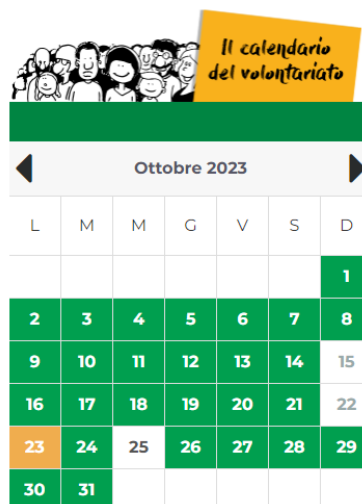 Il calendario
del volontariato
Ottobre 2023
L M M G V S D
1
2 3 4 5 6 7 8
9 10 11 12 13 14 15
16 17 18 19 20 21 22
23 24 25 26 27 28 29
30 31